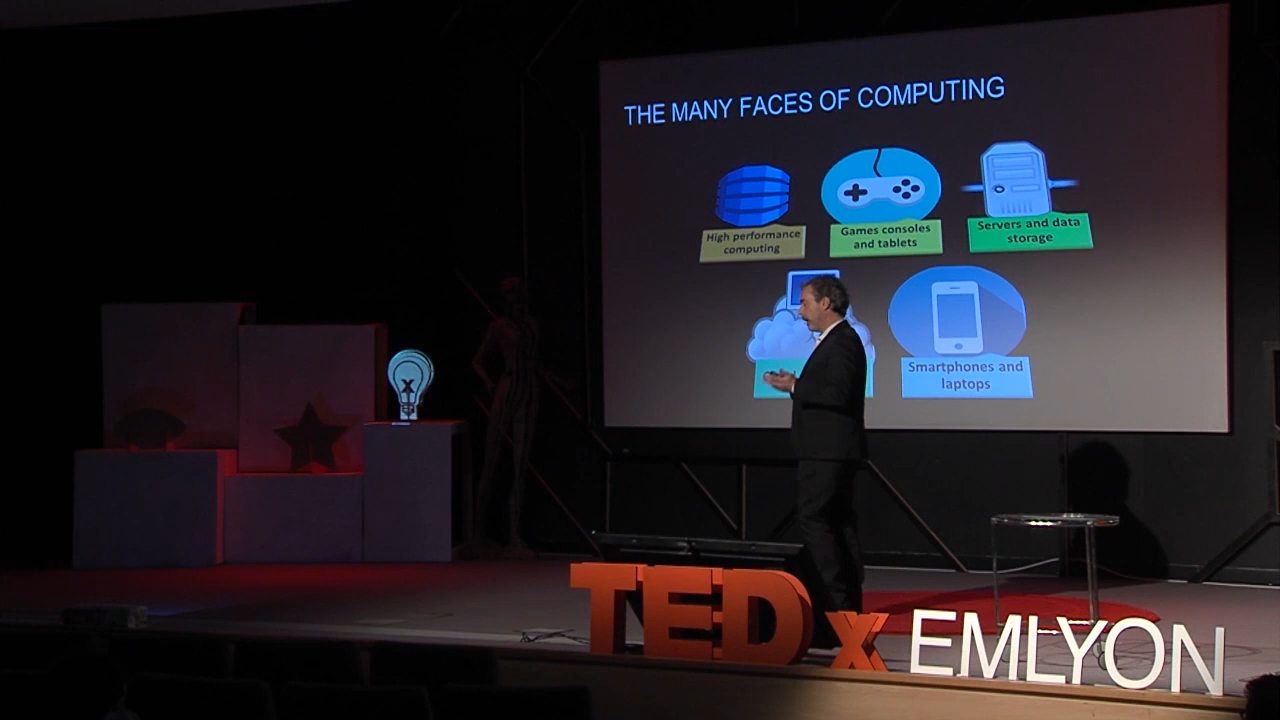 THE MANY FACES OF COMPUTING
High performance
computing
Games consoles
and tablets
Servers and data
storage
Smartphones and
laptops
X
TEDx EMLYON